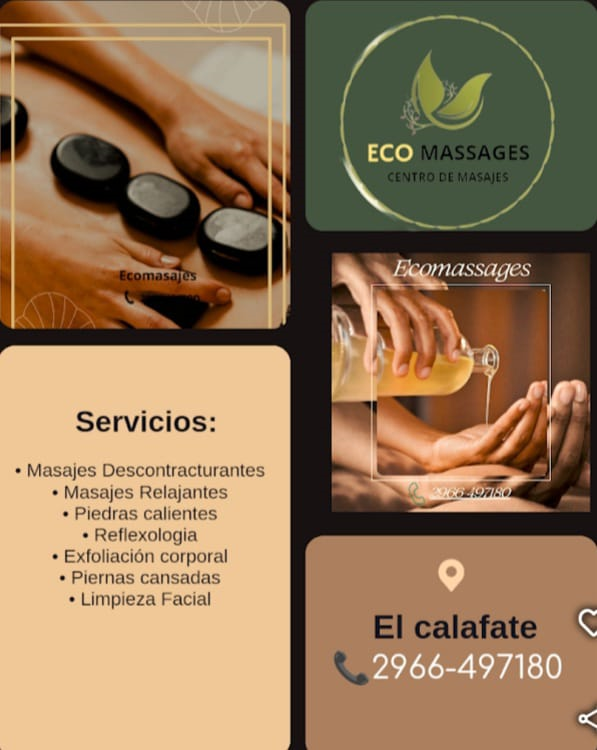 Ecomasajes
ECO MASSAGES
CENTRO DE MASAJES
Ecomassages
2966-497180
Servicios:
• Masajes Descontracturantes
• Masajes Relajantes
• Piedras calientes
• Reflexologia
• Exfoliación corporal
• Piernas cansadas
• Limpieza Facial
El calafate
2966-497180